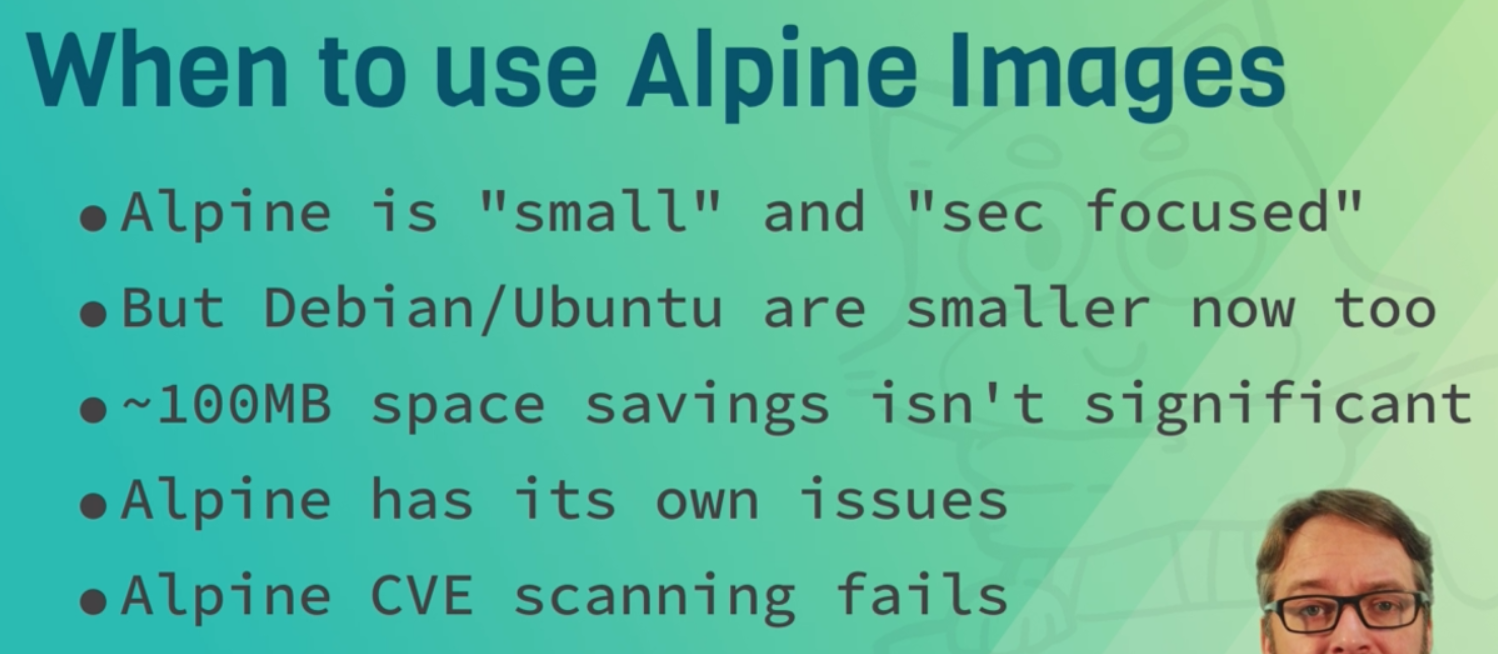 When to use Alpine Images
•Alpine is "small" and "sec focused"
•But Debian/Ubuntu are smaller now too
•~100MB space savings isn't significant
•Alpine has its own issues
•Alpine CVE scanning fails